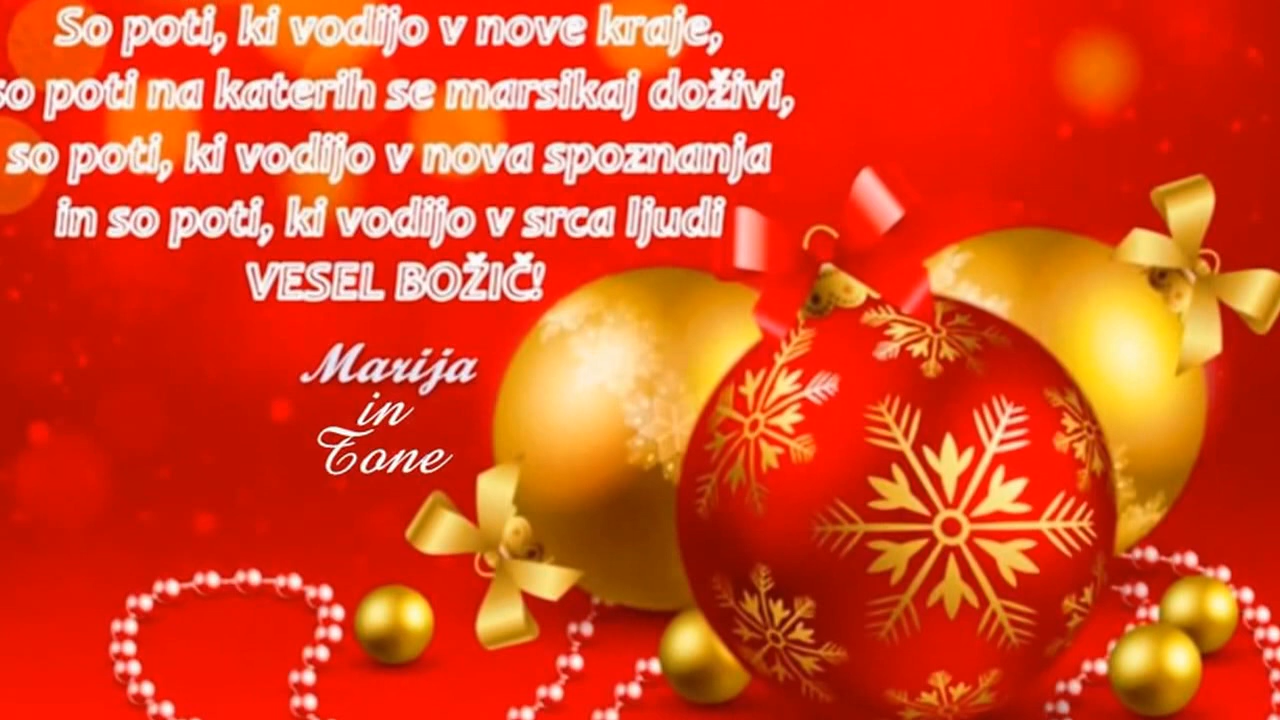 So poti, ki vodijo v nove kraje,
so poti na katerih se marsikaj doživi,
so poti, ki vodijo v nova spoznanja
in so poti, ki vodijo v srca ljudi
VESEL BOŽIČ!
Marija
in
Tone